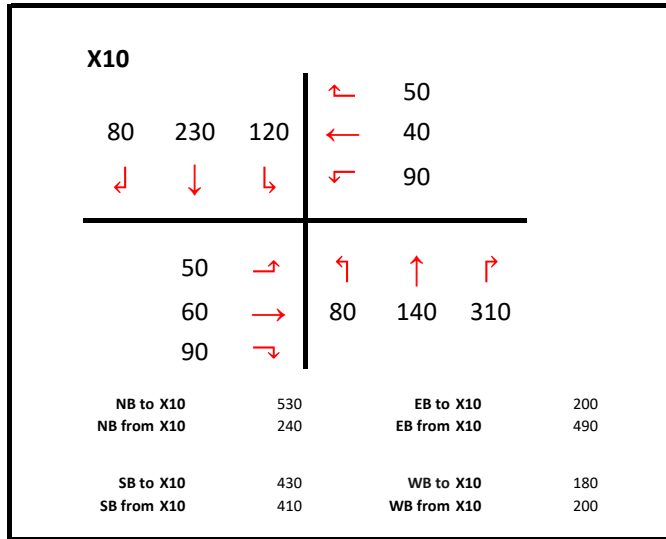 X10
50
80 230 120 40
90
50
60 80 140 310
90
NB to X10 530 EB to X10 200
NB from X10 240 EB from X10 490
SB to X10 430 WB to X10 180
SB from X10 410 WB from X10 200